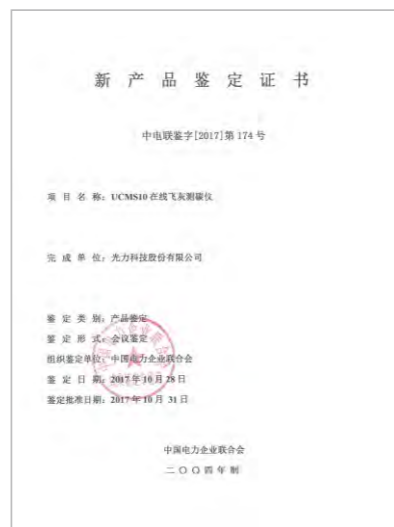 新产品鉴定证书
中电联鉴字[2017]第 174 号
项目名称：UCMS10 在线飞灰测碳仪
完成单位：光力科技股份有限公司
鉴定类别：产品鉴定
鉴定形式：会议鉴定
组织鉴定单位：中国电力企业联合会
鉴定日期：2017 年 10 月 28 日
鉴定批准日期：2017 年 10 月 31 日
中国电力企业联合会
二〇〇四年制